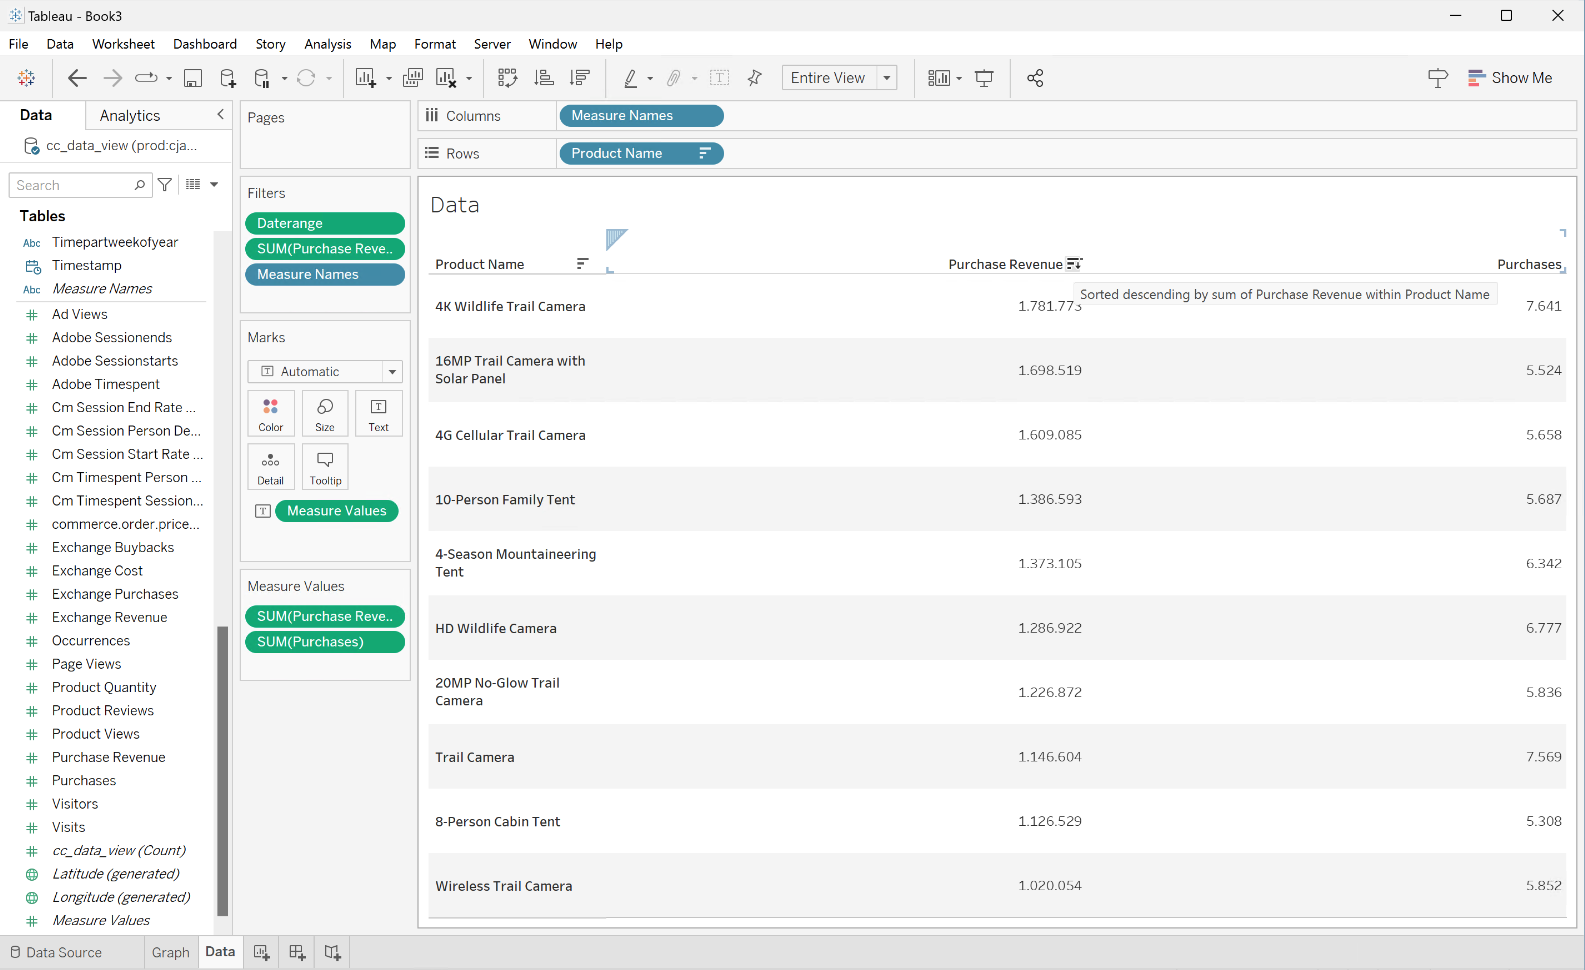 Tableau - Book3
File Data Worksheet Dashboard Story Analysis Map Format Server Window Help
Entire View
Show Me
Data Analytics
cc_data_view (prod:cja...
Search
Tables
Abc Timepartweekofyear
Timestamp
Abc Measure Names
Ad Views
Adobe Sessionends
Adobe Sessionstarts
Adobe Timespent
Cm Session End Rate ...
Cm Session Person De...
Cm Session Start Rate ...
Cm Timespent Person ...
Cm Timespent Session...
commerce.order.price...
Exchange Buybacks
Exchange Cost
Exchange Purchases
Exchange Revenue
Occurrences
Page Views
Product Quantity
Product Reviews
Product Views
Purchase Revenue
Purchases
Visitors
Visits
cc_data_view (Count)
Latitude (generated)
Longitude (generated)
Measure Values
Pages
Filters
Daterange
SUM(Purchase Reve..
Measure Names
Marks
T Automatic
Color Size Text
Detail Tooltip
T Measure Values
Measure Values
SUM(Purchase Reve..
SUM(Purchases)
Columns Measure Names
Rows Product Name
Data
Product Name Purchase Revenue Purchases
Sorted descending by sum of Purchase Revenue within Product Name
4K Wildlife Trail Camera 1.781.773 7.641
16MP Trail Camera with
Solar Panel 1.698.519 5.524
4G Cellular Trail Camera 1.609.085 5.658
10-Person Family Tent 1.386.593 5.687
4-Season Mountaineering
Tent 1.373.105 6.342
HD Wildlife Camera 1.286.922 6.777
20MP No-Glow Trail
Camera 1.226.872 5.836
Trail Camera 1.146.604 7.569
8-Person Cabin Tent 1.126.529 5.308
Wireless Trail Camera 1.020.054 5.852
Data Source Graph Data